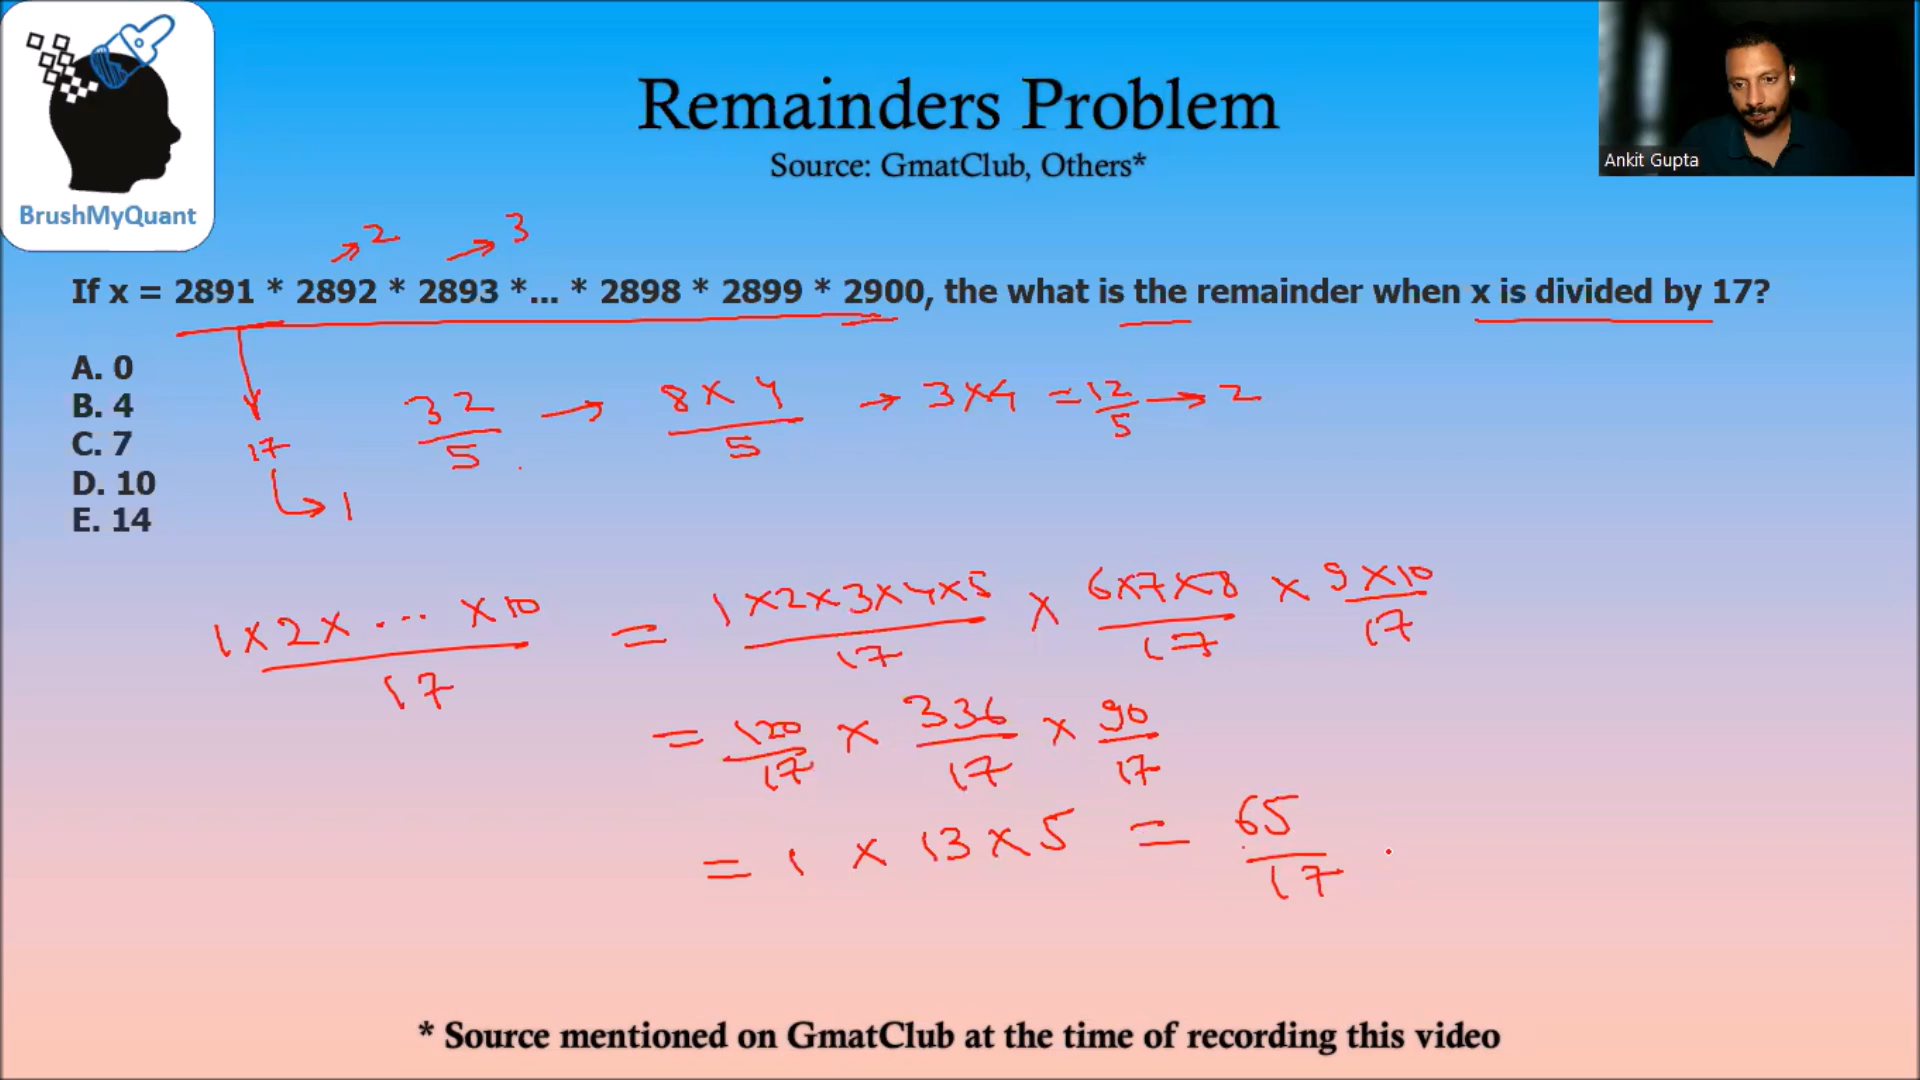 Remainders Problem
Source: GmatClub, Others*
Ankit Gupta
BrushMyQuant
→ 2 → 3
If x = 2891 * 2892 * 2893 *... * 2898 * 2899 * 2900, the what is the remainder when x is divided by 17?
A. 0
B. 4
C. 7
D. 10
E. 14
17
→ 1
32/5 → 8×4/5 → 3×4 = 12/5 → 2
1×2×...×10/17 = 1×2×3×4×5/17 × 6×7×8/17 × 9×10/17
= 120/17 × 336/17 × 90/17
= 1 × 13 × 5 = 65/17
* Source mentioned on GmatClub at the time of recording this video